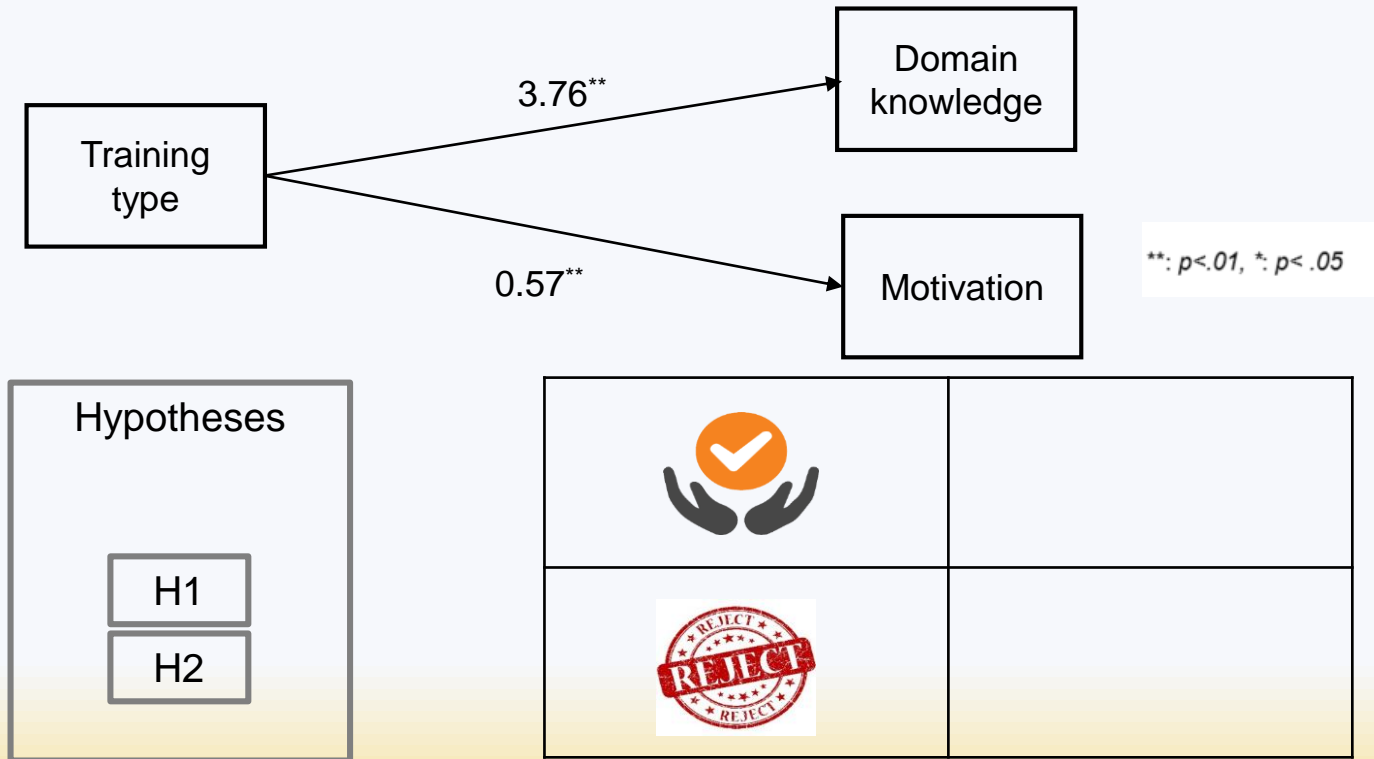 Domain
knowledge
3.76**
Training
type
0.57**
Motivation
**: p<.01, *: p< .05
Hypotheses
H1
H2
REJECT
REJECT
REJECT